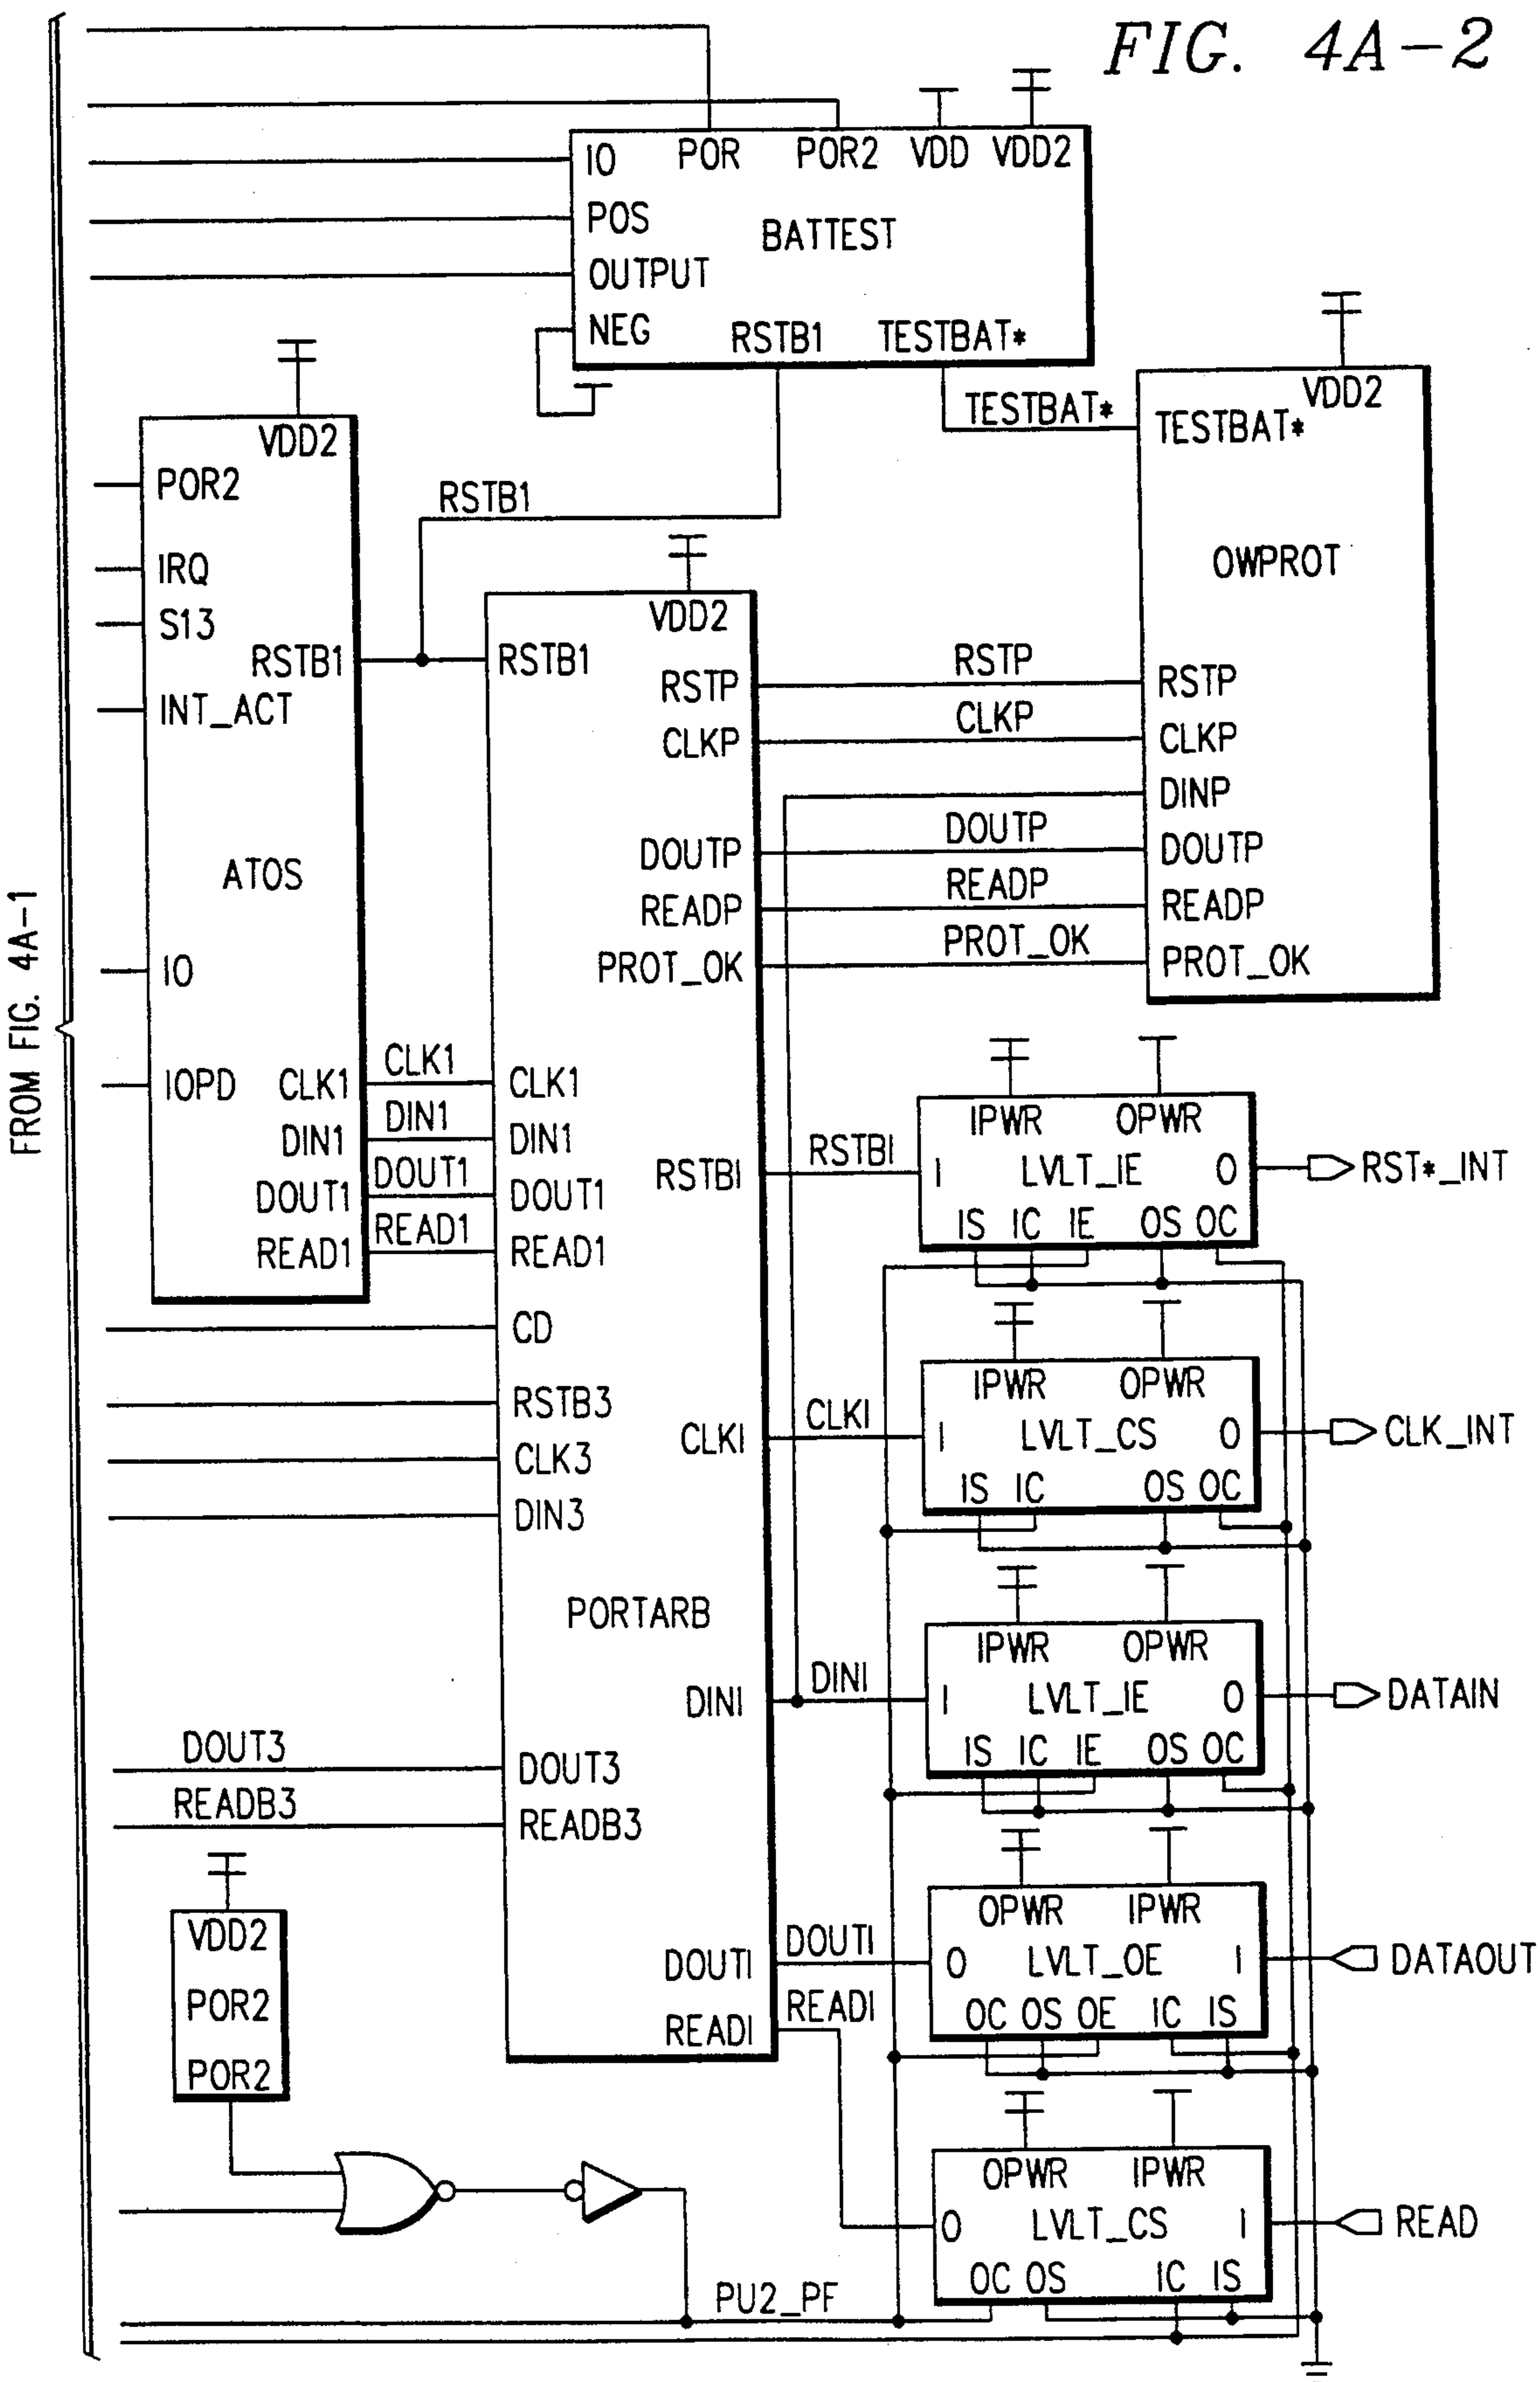 FIG. 4A-2
IO POR POR2 VDD VDD2
POS
BATTEST
OUTPUT
NEG
RSTB1 TESTBAT*
TESTBAT*
VDD2
TESTBAT*
OWPROT
RSTP
CLKP
DINP
DOUTP
READP
PROT_OK
VDD2
POR2
IRQ
S13
RSTB1
INT_ACT
ATOS
IO
IOPD
CLK1
DIN1
DOUT1
READ1
RSTB1
CLK1
DIN1
DOUT1
READ1
VDD2
RSTB1
RSTP
CLKP
DOUTP
READP
PROT_OK
CLK1
DIN1
DOUT1
READ1
RSTBI
CD
RSTB3
CLK3
DIN3
CLKI
PORTARB
DINI
DOUT3
READB3
DOUTI
READI
RSTP
CLKP
DOUTP
READP
PROT_OK
FROM FIG. 4A-1
DOUT3
READB3
RSTBI
IPWR OPWR
I LVLT_IE O
IS IC IE OS OC
RST*_INT
CLKI
IPWR OPWR
I LVLT_CS O
IS IC OS OC
CLK_INT
DINI
IPWR OPWR
I LVLT_IE O
IS IC IE OS OC
DATAIN
DOUTI
OPWR IPWR
O LVLT_OE I
OC OS OE IC IS
DATAOUT
READI
OPWR IPWR
O LVLT_CS I
OC OS IC IS
READ
VDD2
POR2
POR2
PU2_PF